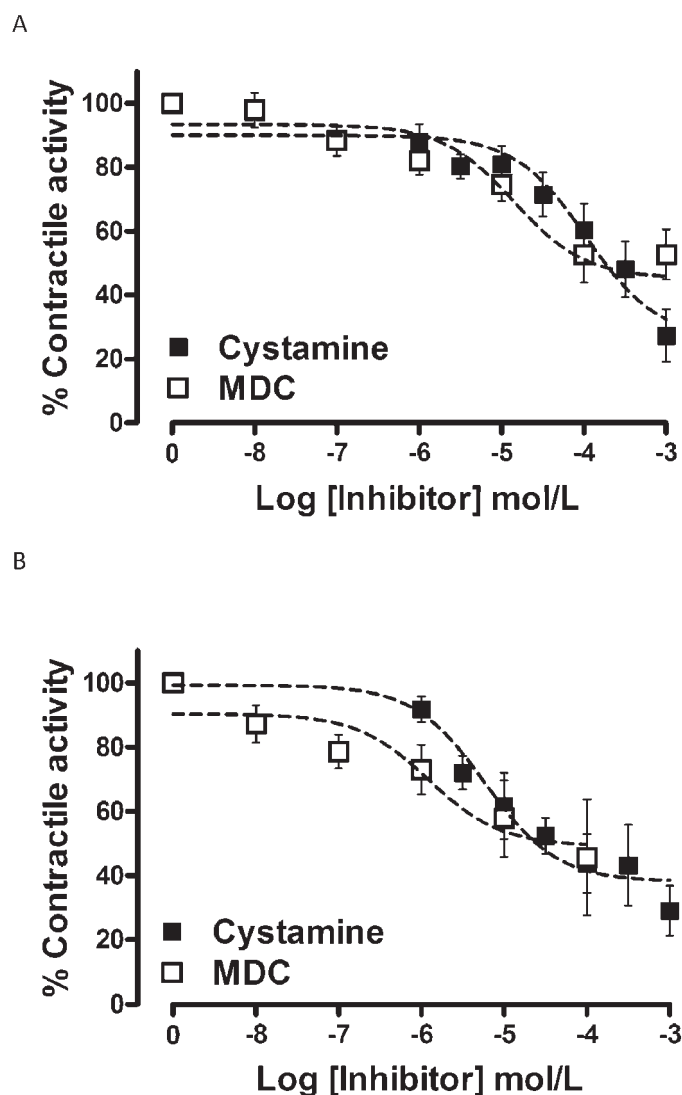 A
% Contractile activity
100
80
60
40
20
0
Cystamine
MDC
0 -8 -7 -6 -5 -4 -3
Log [Inhibitor] mol/L
B
% Contractile activity
100
80
60
40
20
0
Cystamine
MDC
0 -8 -7 -6 -5 -4 -3
Log [Inhibitor] mol/L